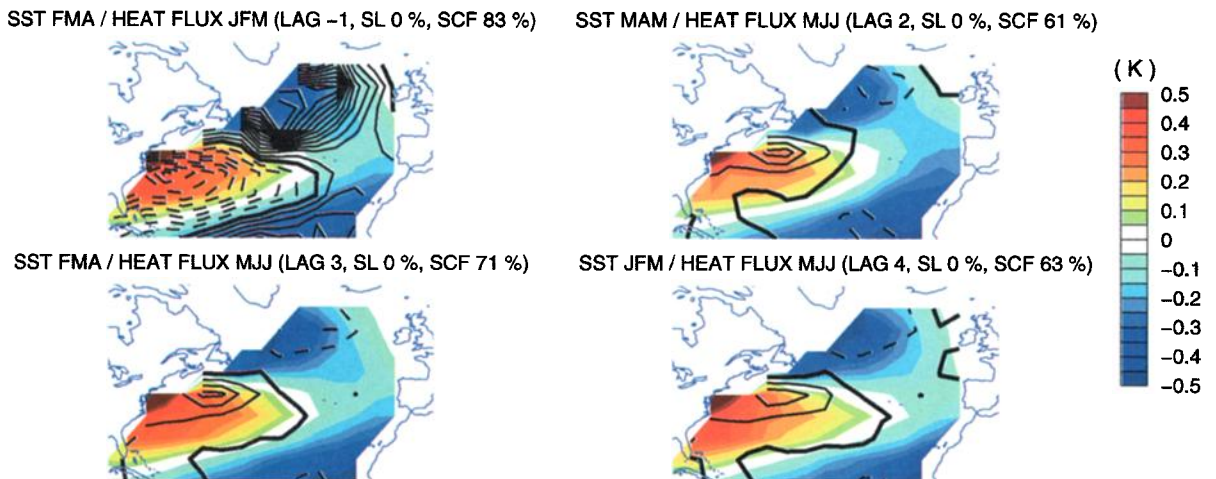 SST FMA / HEAT FLUX JFM (LAG −1, SL 0 %, SCF 83 %)
SST MAM / HEAT FLUX MJJ (LAG 2, SL 0 %, SCF 61 %)
SST FMA / HEAT FLUX MJJ (LAG 3, SL 0 %, SCF 71 %)
SST JFM / HEAT FLUX MJJ (LAG 4, SL 0 %, SCF 63 %)
( K )
0.5
0.4
0.3
0.2
0.1
0
−0.1
−0.2
−0.3
−0.4
−0.5